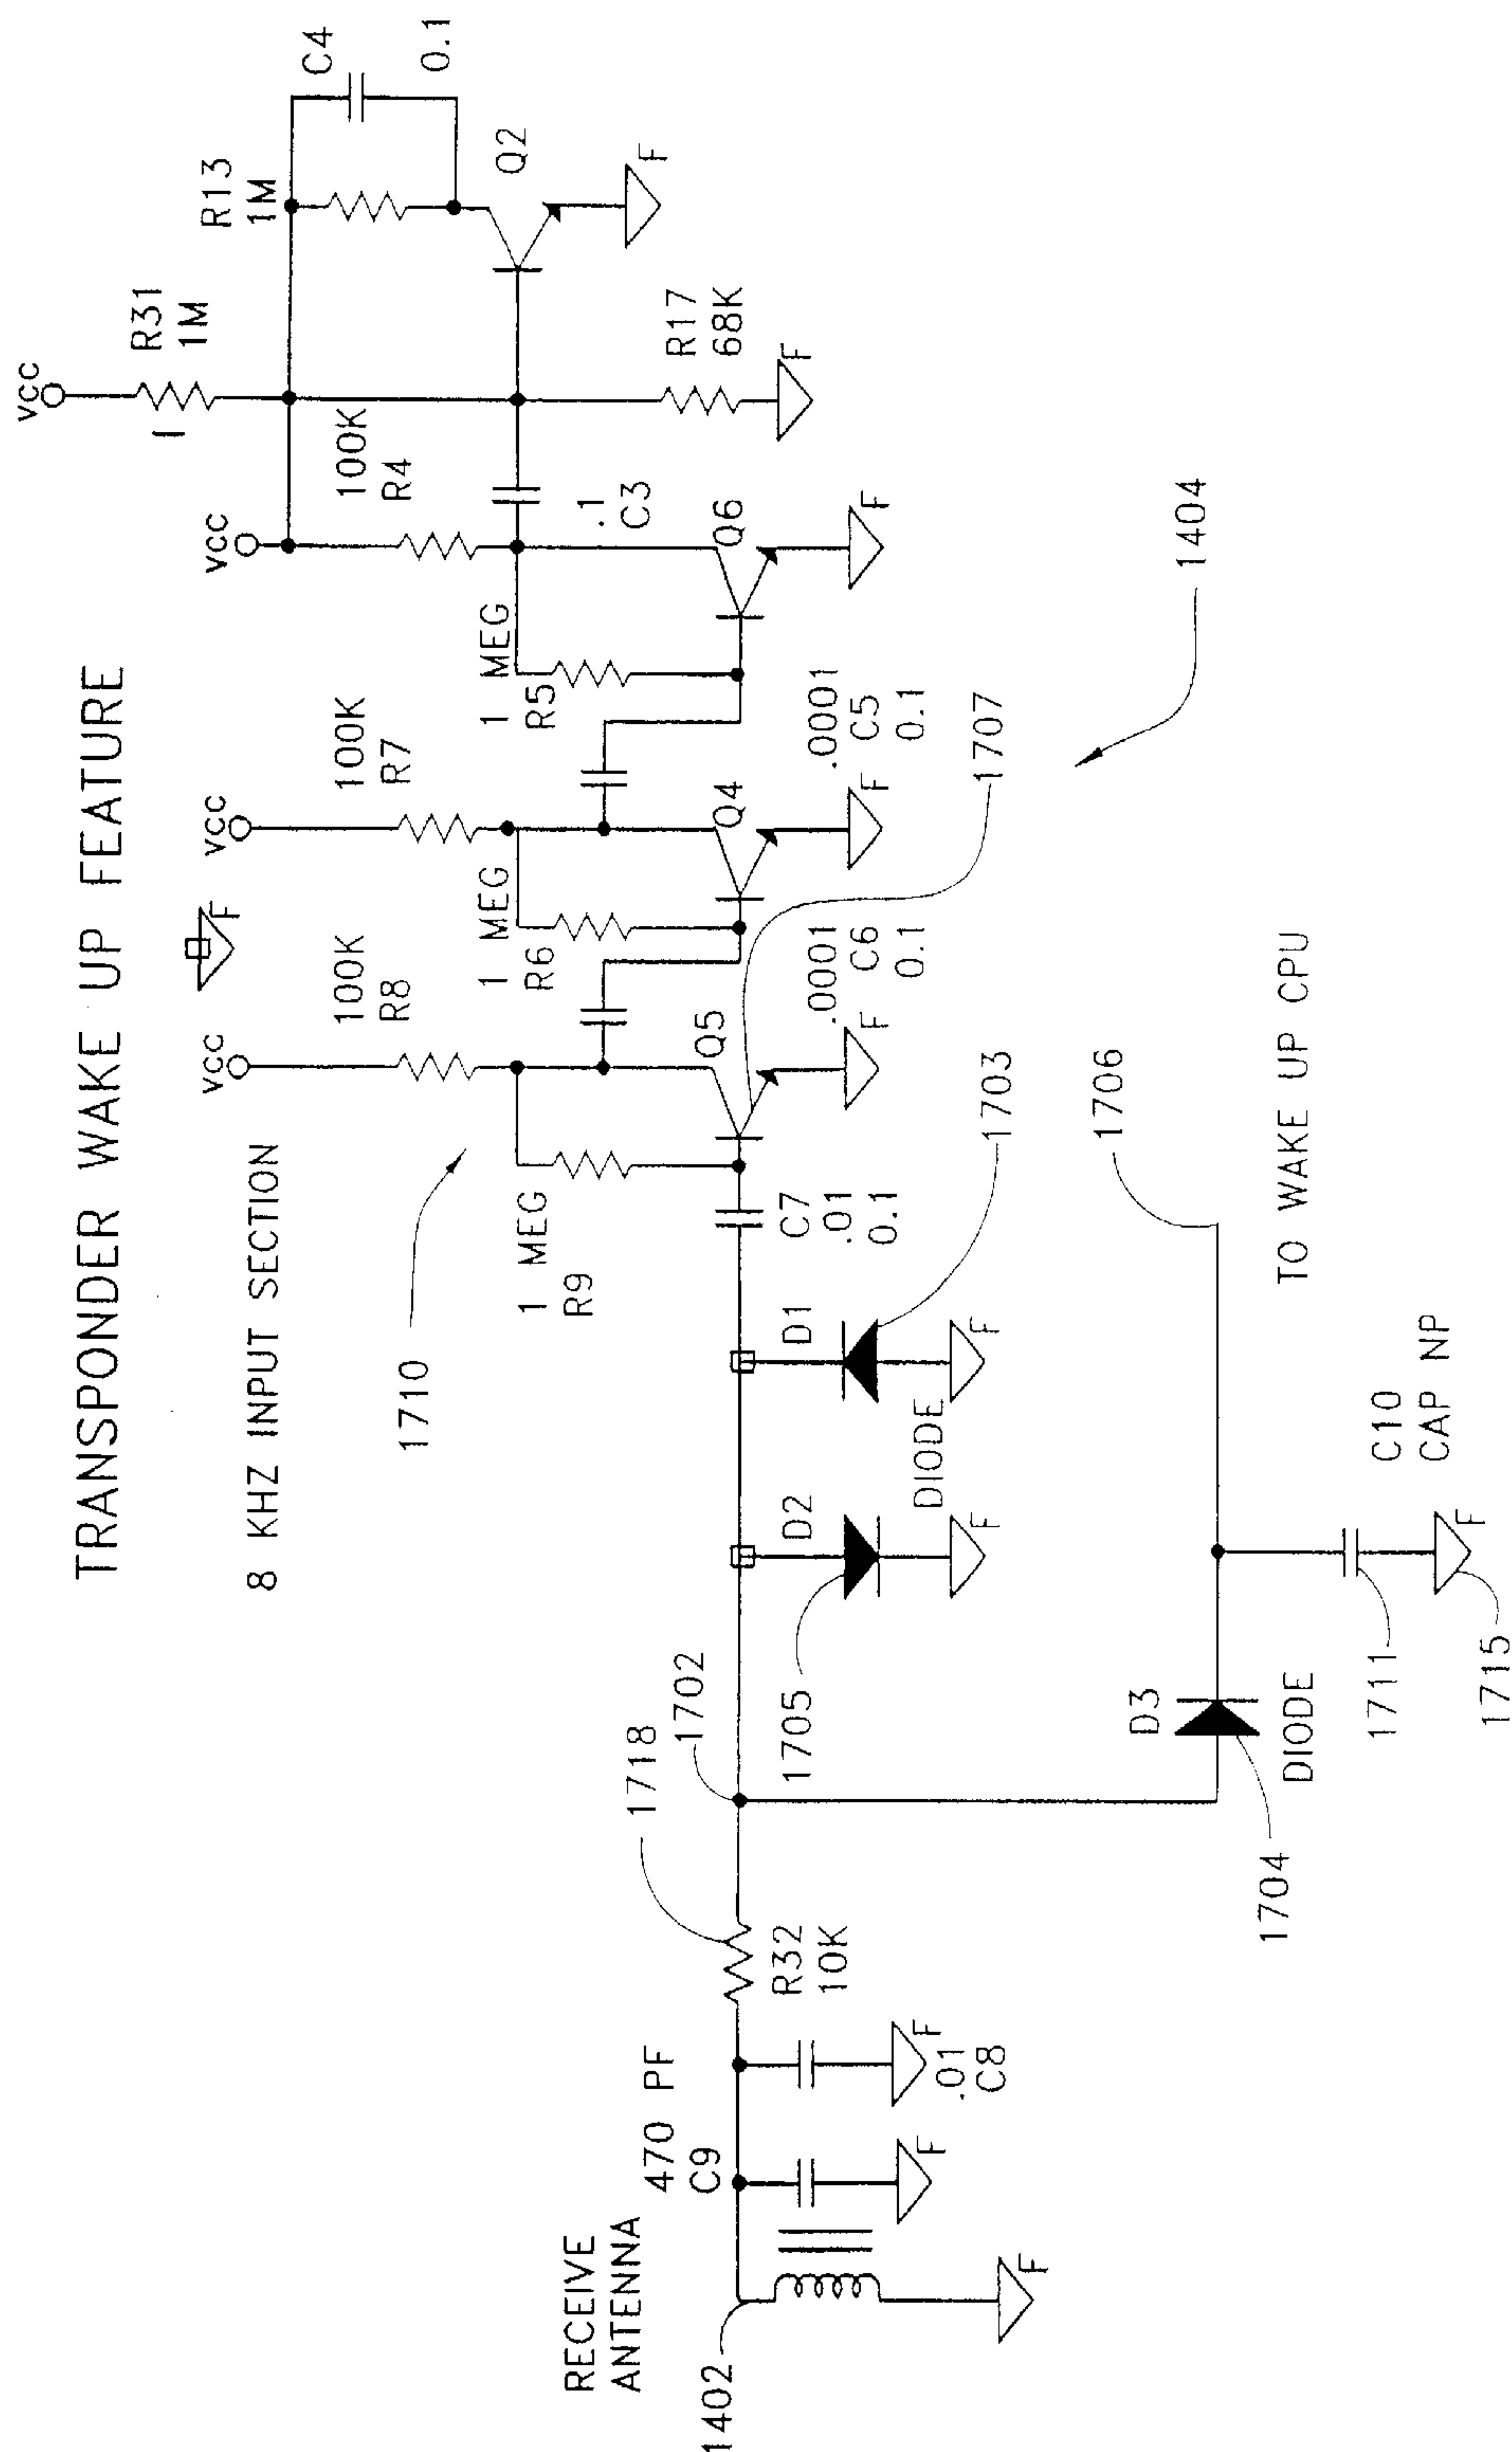 TRANSPONDER WAKE UP FEATURE
8 KHZ INPUT SECTION
RECEIVE
ANTENNA
1402
470 PF
C9
F
F
.01
C8
F
R32
10K
1718
1702
D2
1705
F
D1
DIODE
1703
F
D3
DIODE
1704
1711
1715
F
C10
CAP NP
1706
TO WAKE UP CPU
1710
1 MEG
R9
C7
.01
0.1
VCC
100K
R8
F
Q5
F
1707
1 MEG
R6
.0001
C6
0.1
VCC
100K
R7
Q4
F
1 MEG
R5
.0001
C5
0.1
VCC
100K
R4
Q6
F
.1
C3
1404
VCC
R31
1M
R17
68K
F
R13
1M
Q2
F
C4
0.1